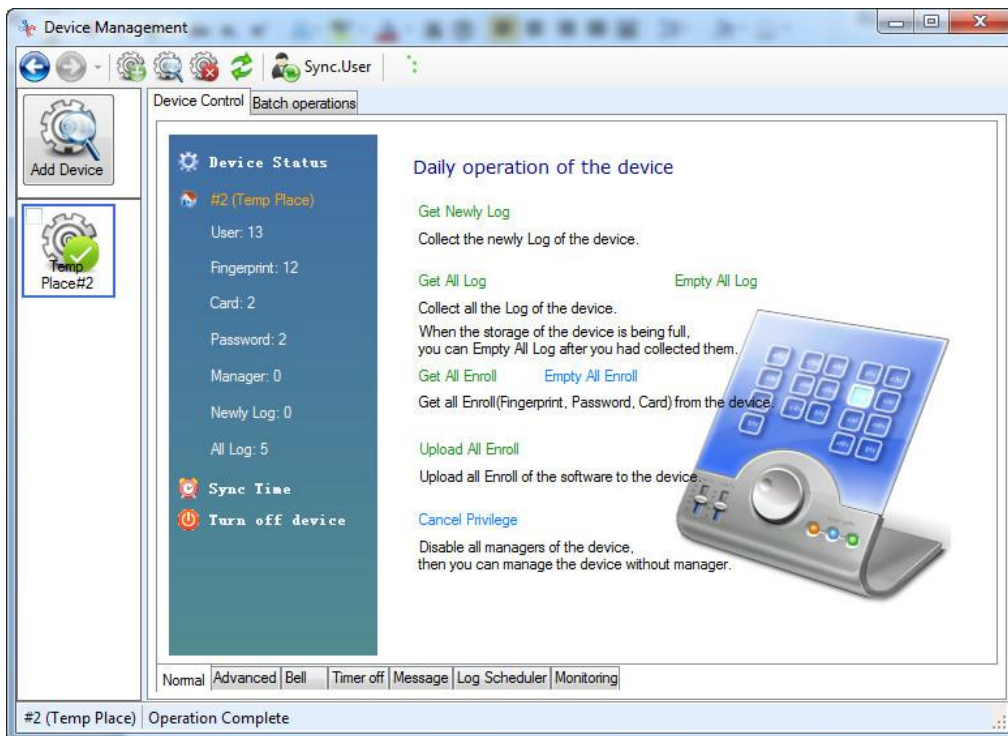 Device Management
Sync.User
Add Device
Temp
Place#2
Device Control Batch operations
Device Status
#2 (Temp Place)
User: 13
Fingerprint: 12
Card: 2
Password: 2
Manager: 0
Newly Log: 0
All Log: 5
Sync Time
Turn off device
Daily operation of the device
Get Newly Log
Collect the newly Log of the device.
Get All Log Empty All Log
Collect all the Log of the device.
When the storage of the device is being full,
you can Empty All Log after you had collected them.
Get All Enroll Empty All Enroll
Get all Enroll(Fingerprint, Password, Card) from the device.
Upload All Enroll
Upload all Enroll of the software to the device.
Cancel Privilege
Disable all managers of the device,
then you can manage the device without manager.
Normal Advanced Bell Timer off Message Log Scheduler Monitoring
#2 (Temp Place) Operation Complete